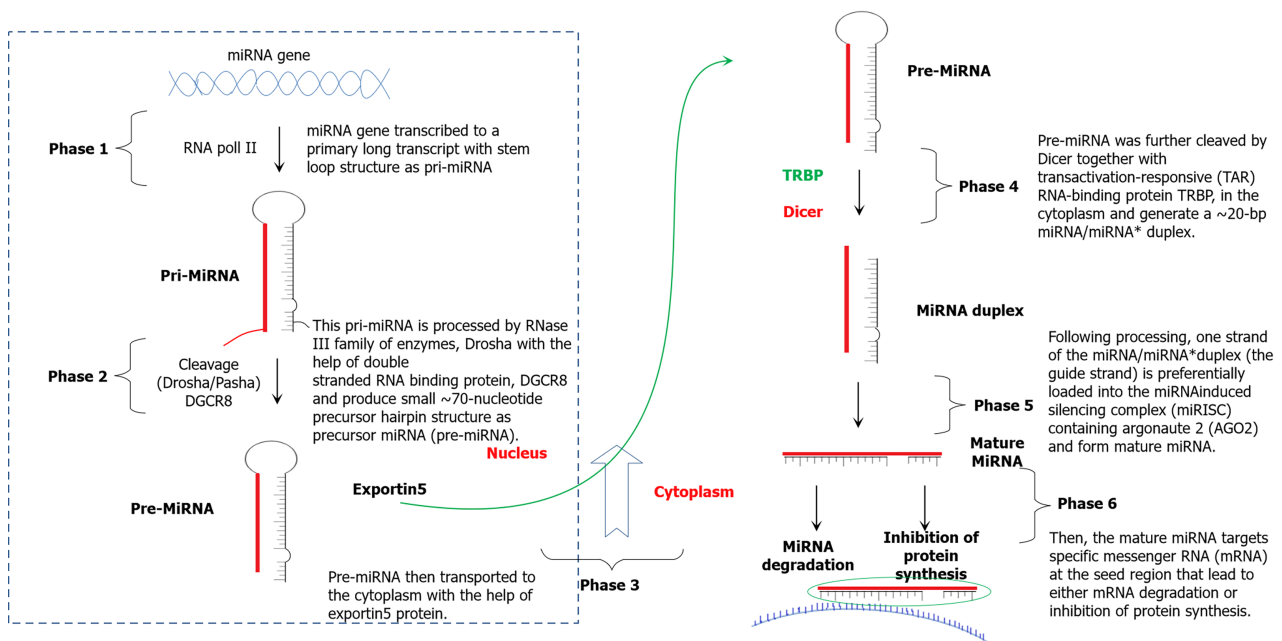 miRNA gene
Phase 1
RNA poll II
miRNA gene transcribed to a
primary long transcript with stem
loop structure as pri-miRNA
Pri-MiRNA
This pri-miRNA is processed by RNase
III family of enzymes, Drosha with the
help of double
stranded RNA binding protein, DGCR8
and produce small ~70-nucleotide
precursor hairpin structure as
precursor miRNA (pre-miRNA).
Phase 2
Cleavage
(Drosha/Pasha)
DGCR8
Nucleus
Pre-MiRNA
Exportin5
Pre-MiRNA then transported to
the cytoplasm with the help of
exportin5 protein.
Cytoplasm
Phase 3
Pre-MiRNA
TRBP
Dicer
Phase 4
Pre-miRNA was further cleaved by
Dicer together with
transactivation-responsive (TAR)
RNA-binding protein TRBP, in the
cytoplasm and generate a ~20-bp
miRNA/miRNA* duplex.
MiRNA duplex
Phase 5
Following processing, one strand
of the miRNA/miRNA*duplex (the
guide strand) is preferentially
loaded into the miRNAinduced
silencing complex (miRISC)
containing argonaute 2 (AGO2)
and form mature miRNA.
Mature
MiRNA
Phase 6
MiRNA
degradation
Inhibition of
protein
synthesis
Then, the mature miRNA targets
specific messenger RNA (mRNA)
at the seed region that lead to
either mRNA degradation or
inhibition of protein synthesis.